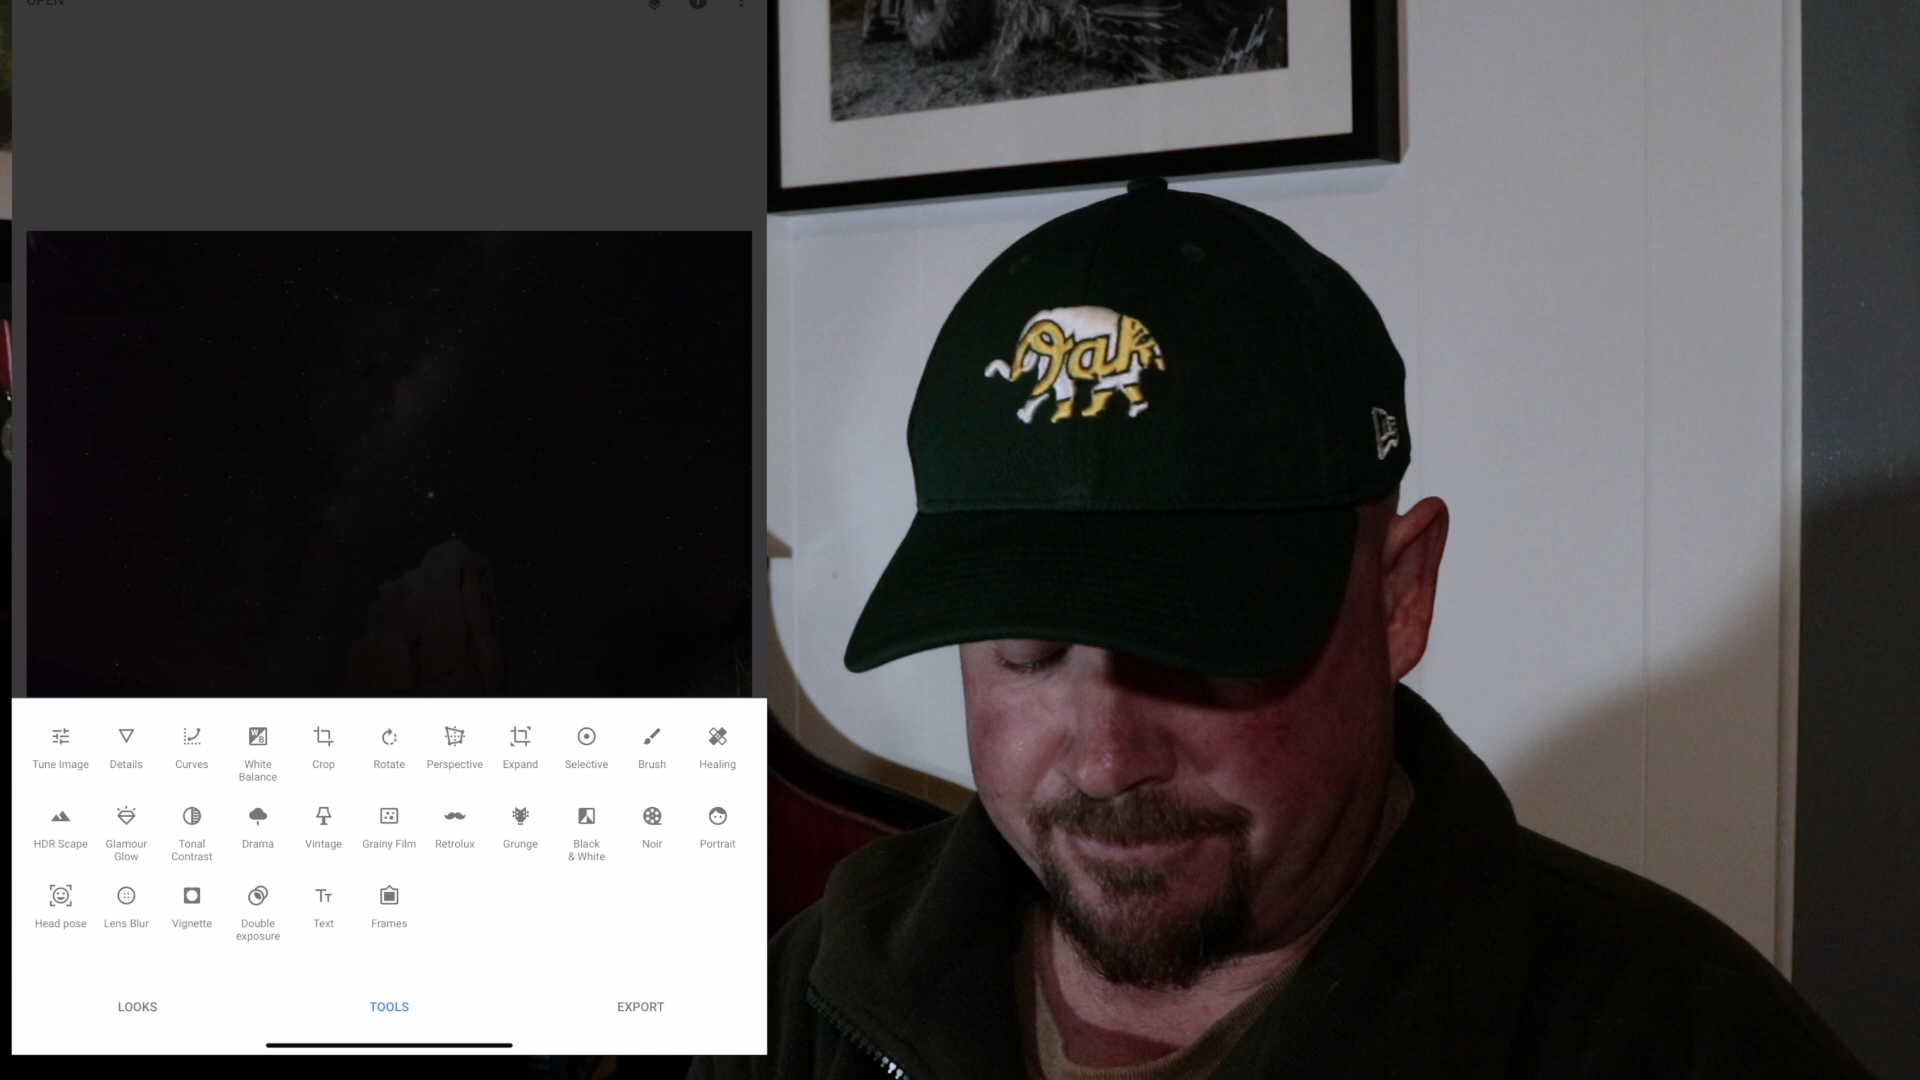 OPEN
Tune Image Details Curves White Balance Crop Rotate Perspective Expand Selective Brush Healing
HDR Scape Glamour Glow Tonal Contrast Drama Vintage Grainy Film Retrolux Grunge Black & White Noir Portrait
Head pose Lens Blur Vignette Double exposure Text Frames
LOOKS TOOLS EXPORT
Oak